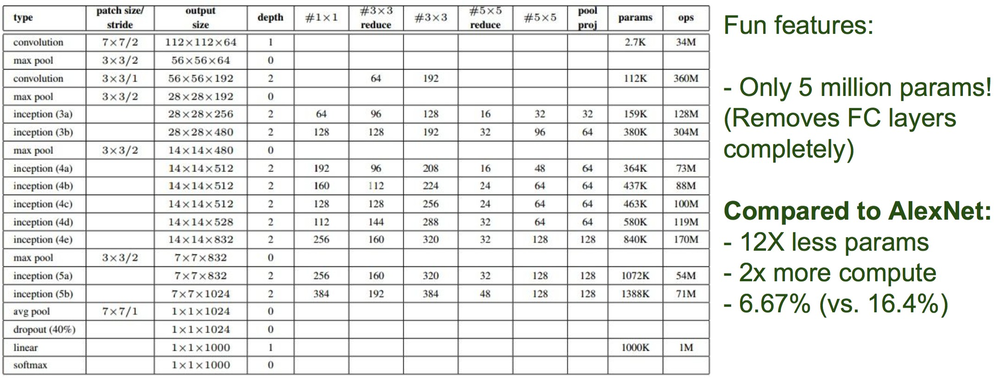 type patch size/ stride output size depth #1×1 #3×3 reduce #3×3 #5×5 reduce #5×5 pool proj params ops
convolution 7×7/2 112×112×64 1 2.7K 34M
max pool 3×3/2 56×56×64 0
convolution 3×3/1 56×56×192 2 64 192 112K 360M
max pool 3×3/2 28×28×192 0
inception (3a) 28×28×256 2 64 96 128 16 32 32 159K 128M
inception (3b) 28×28×480 2 128 128 192 32 96 64 380K 304M
max pool 3×3/2 14×14×480 0
inception (4a) 14×14×512 2 192 96 208 16 48 64 364K 73M
inception (4b) 14×14×512 2 160 112 224 24 64 64 437K 88M
inception (4c) 14×14×512 2 128 128 256 24 64 64 463K 100M
inception (4d) 14×14×528 2 112 144 288 32 64 64 580K 119M
inception (4e) 14×14×832 2 256 160 320 32 128 128 840K 170M
max pool 3×3/2 7×7×832 0
inception (5a) 7×7×832 2 256 160 320 32 128 128 1072K 54M
inception (5b) 7×7×1024 2 384 192 384 48 128 128 1388K 71M
avg pool 7×7/1 1×1×1024 0
dropout (40%) 1×1×1024 0
linear 1×1×1000 1 1000K 1M
softmax 1×1×1000 0
Fun features:
- Only 5 million params!
(Removes FC layers
completely)
Compared to AlexNet:
- 12X less params
- 2x more compute
- 6.67% (vs. 16.4%)